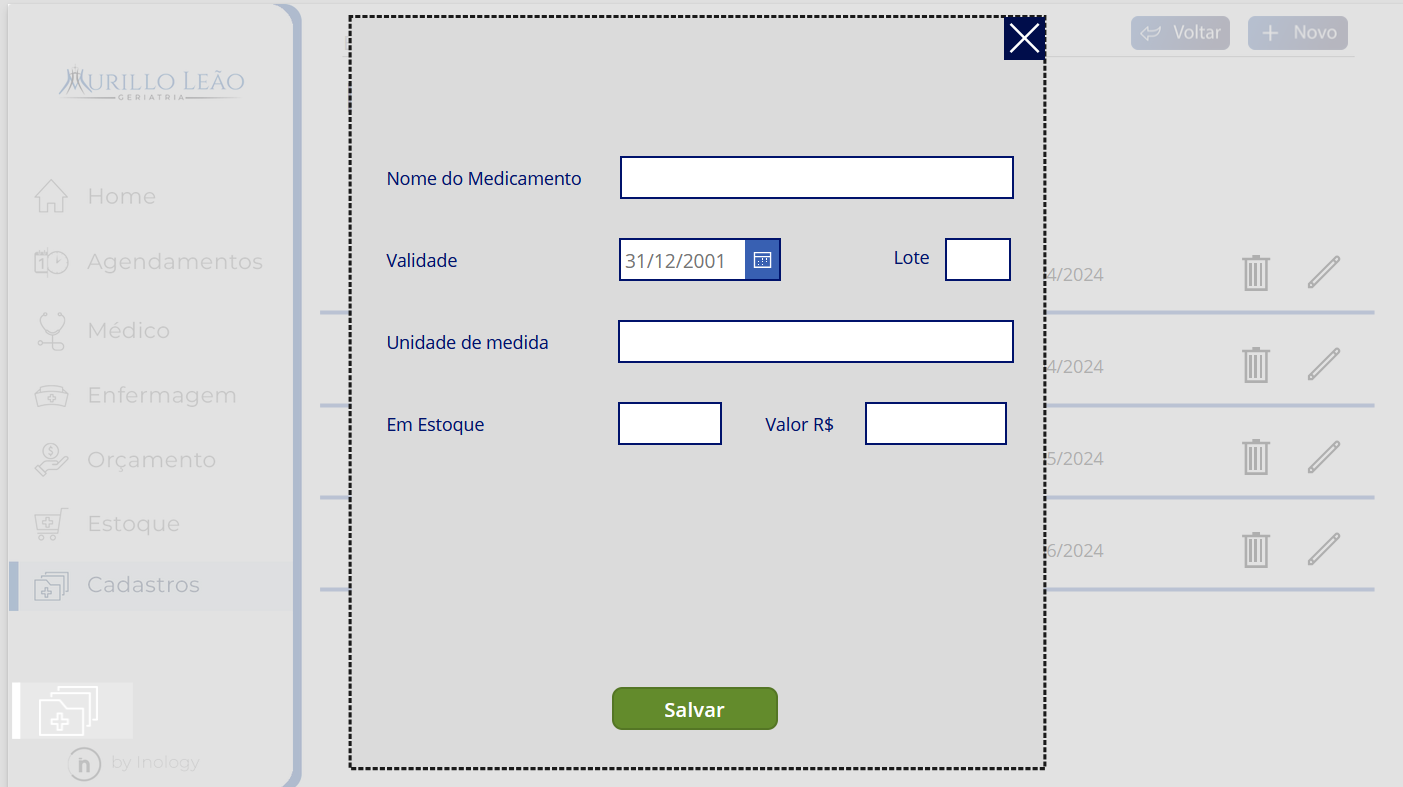 Voltar
Novo
MURILLO LEÃO
GERIATRIA
Home
Agendamentos
Médico
Enfermagem
Orçamento
Estoque
Cadastros
by Inology
Nome do Medicamento
Validade
31/12/2001
Lote
Unidade de medida
Em Estoque
Valor R$
Salvar
4/2024
4/2024
5/2024
6/2024